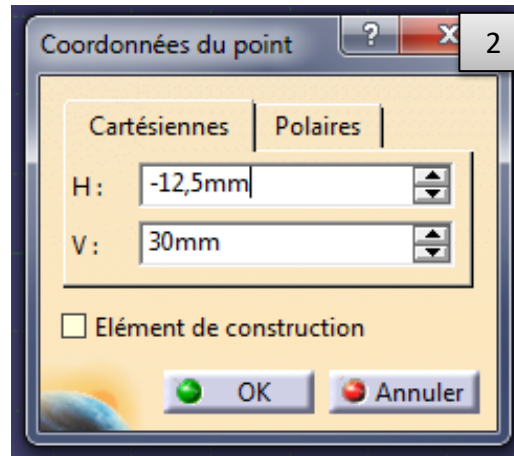 Coordonnées du point ? X 2
Cartésiennes Polaires
H : -12,5mm
V : 30mm
Elément de construction
OK Annuler